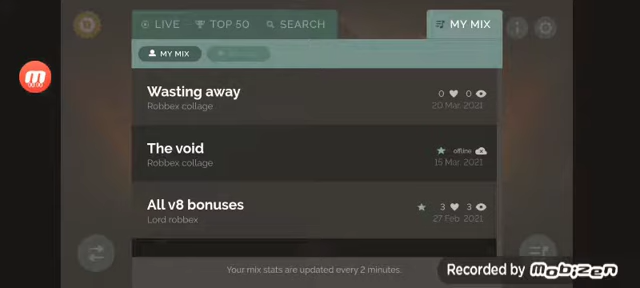 LIVE TOP 50 SEARCH MY MIX
MY MIX
Wasting away 0 0
Robbex collage 20 Mar. 2021
The void offline
Robbex collage 15 Mar. 2021
All v8 bonuses 3 3
Lord robbex 27 Feb. 2021
Your mix stats are updated every 2 minutes.
Recorded by mobizen